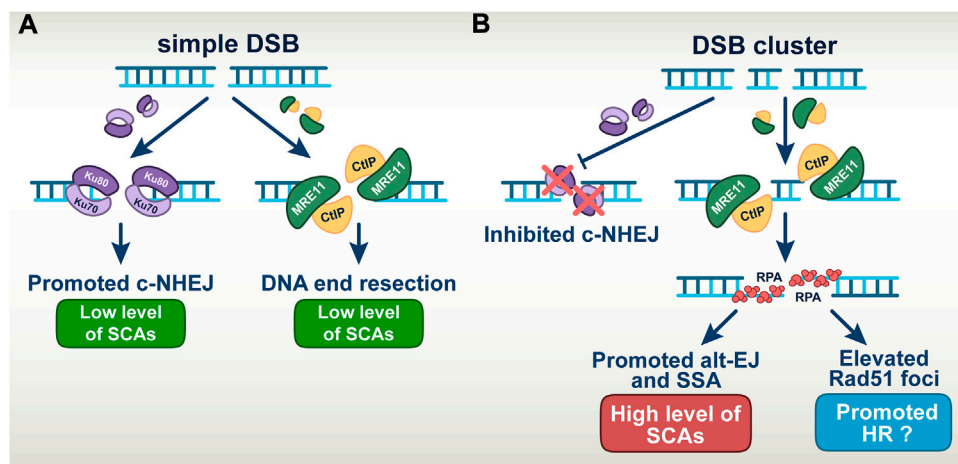 A
simple DSB
Ku80
Ku80
Ku70
Ku70
CtIP
MRE11
MRE11
CtIP
Promoted c-NHEJ
Low level
of SCAs
DNA end resection
Low level
of SCAs
B
DSB cluster
CtIP
MRE11
MRE11
CtIP
Inhibited c-NHEJ
RPA
RPA
Promoted alt-EJ
and SSA
High level of
SCAs
Elevated
Rad51 foci
Promoted
HR ?